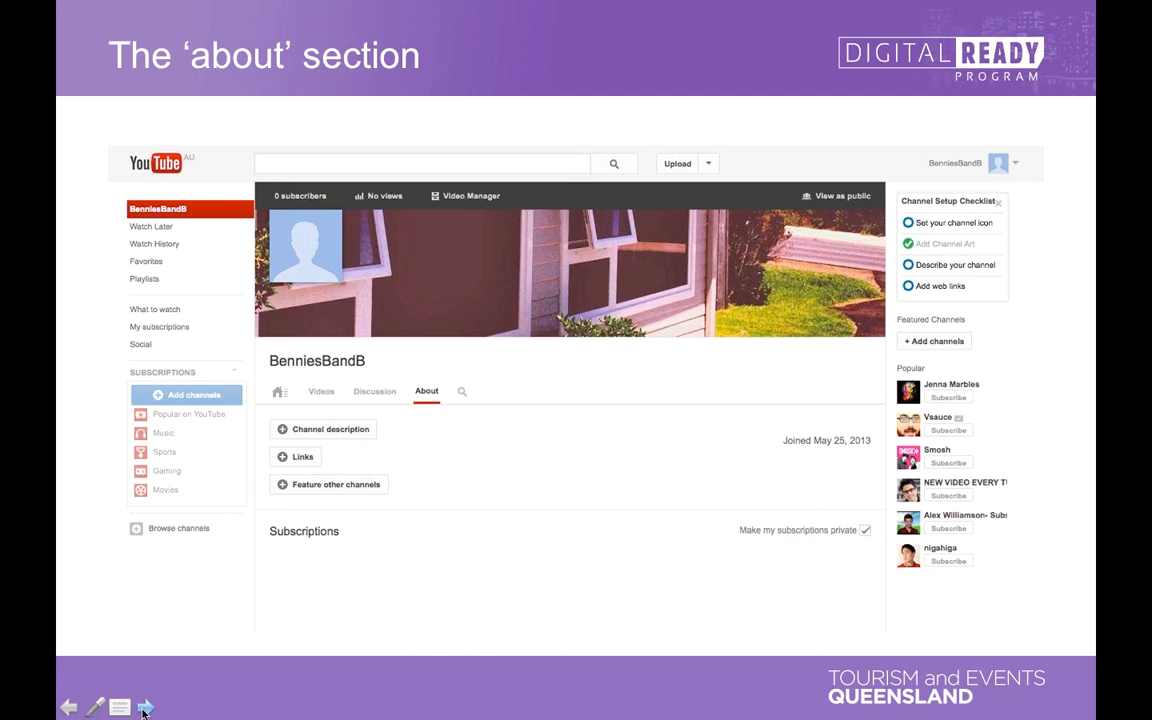 The ‘about’ section
DIGITAL READY
PROGRAM
YouTube AU
Upload
BenniesBandB
BenniesBandB
Watch Later
Watch History
Favorites
Playlists
What to watch
My subscriptions
Social
SUBSCRIPTIONS
Add channels
Popular on YouTube
Music
Sports
Gaming
Movies
Browse channels
0 subscribers
No views
Video Manager
View as public
BenniesBandB
Videos
Discussion
About
Channel description
Joined May 25, 2013
Links
Feature other channels
Subscriptions
Make my subscriptions private
Channel Setup Checklist
Set your channel icon
Add Channel Art
Describe your channel
Add web links
Featured Channels
+ Add channels
Popular
Jenna Marbles
Subscribe
Vsauce
Subscribe
Smosh
Subscribe
NEW VIDEO EVERY
Subscribe
Alex Williamson- Subs
Subscribe
nigahiga
Subscribe
TOURISM and EVENTS
QUEENSLAND